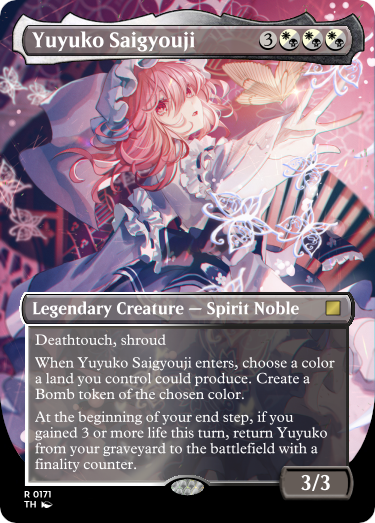 Yuyuko Saigyouji 3
Legendary Creature — Spirit Noble
Deathtouch, shroud
When Yuyuko Saigyouji enters, choose a color
a land you control could produce. Create a
Bomb token of the chosen color.
At the beginning of your end step, if you
gained 3 or more life this turn, return Yuyuko
from your graveyard to the battlefield with a
finality counter.
3/3
R 0171
TH